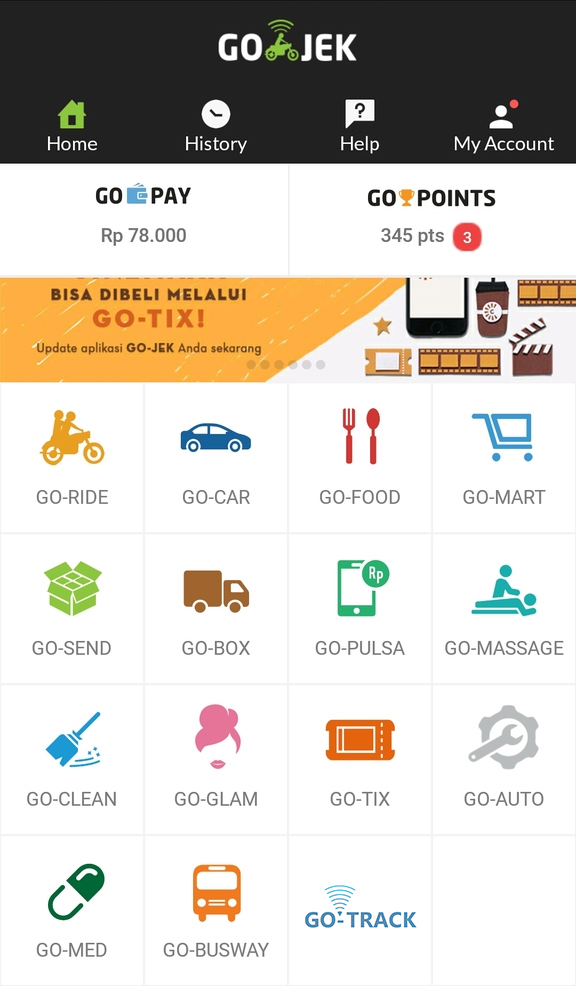 GO-JEK
Home
History
Help
My Account
GO PAY
Rp 78.000
GO POINTS
345 pts 3
BISA DIBELI MELALUI
GO-TIX!
Update aplikasi GO-JEK Anda sekarang
GO-RIDE
GO-CAR
GO-FOOD
GO-MART
GO-SEND
GO-BOX
Rp
GO-PULSA
GO-MASSAGE
GO-CLEAN
GO-GLAM
GO-TIX
GO-AUTO
GO-MED
GO-BUSWAY
GO-TRACK